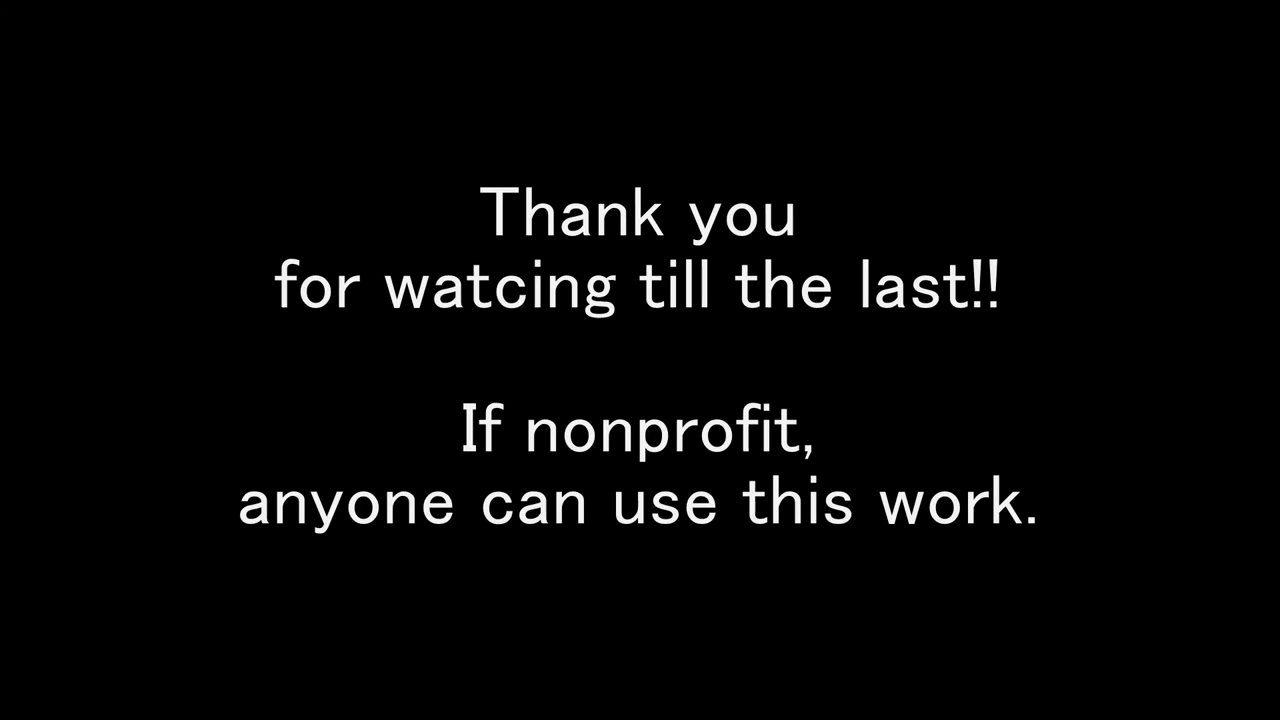 Thank you
for watcing till the last!!
If nonprofit,
anyone can use this work.